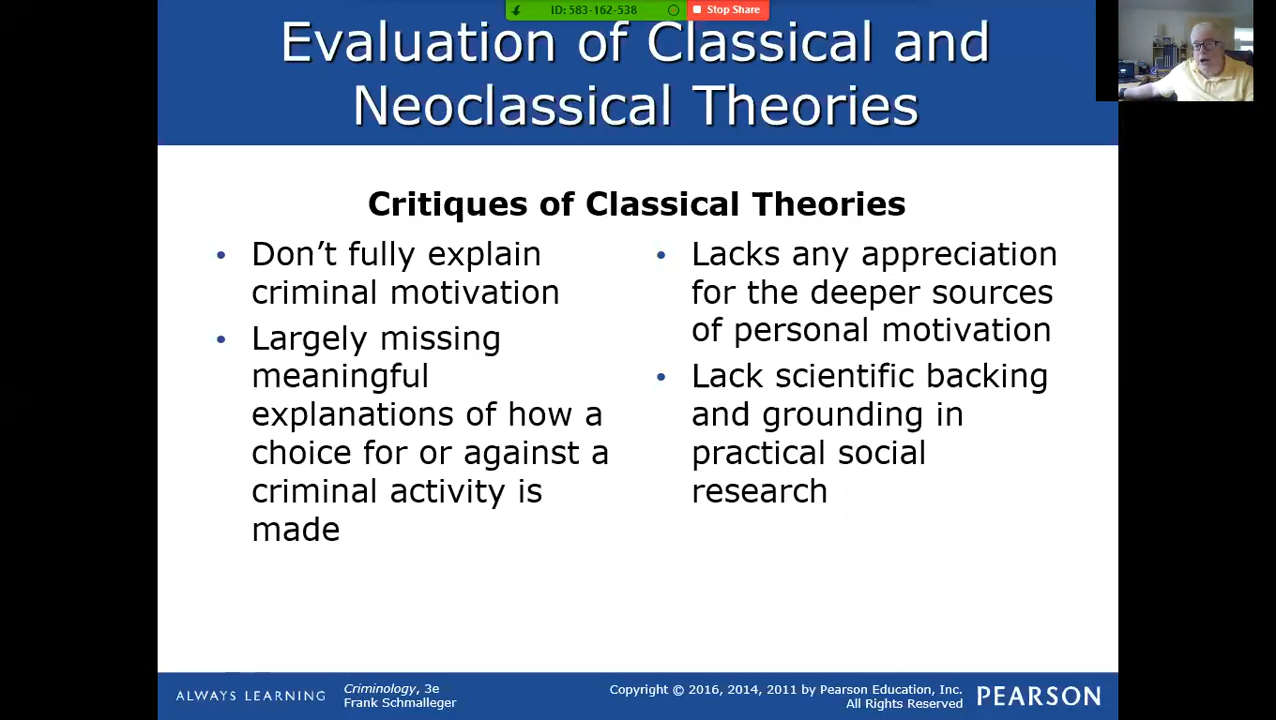 ID: 583-162-538
Stop Share
Evaluation of Classical and
Neoclassical Theories
Critiques of Classical Theories
• Don’t fully explain
criminal motivation
• Largely missing
meaningful
explanations of how a
choice for or against a
criminal activity is
made
• Lacks any appreciation
for the deeper sources
of personal motivation
• Lack scientific backing
and grounding in
practical social
research
ALWAYS LEARNING
Criminology, 3e
Frank Schmalleger
Copyright © 2016, 2014, 2011 by Pearson Education, Inc.
All Rights Reserved
PEARSON